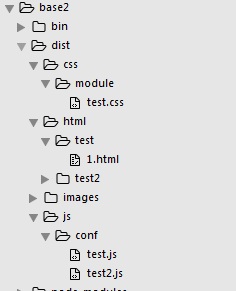 base2
bin
dist
css
module
test.css
html
test
1.html
test2
images
js
conf
test.js
test2.js